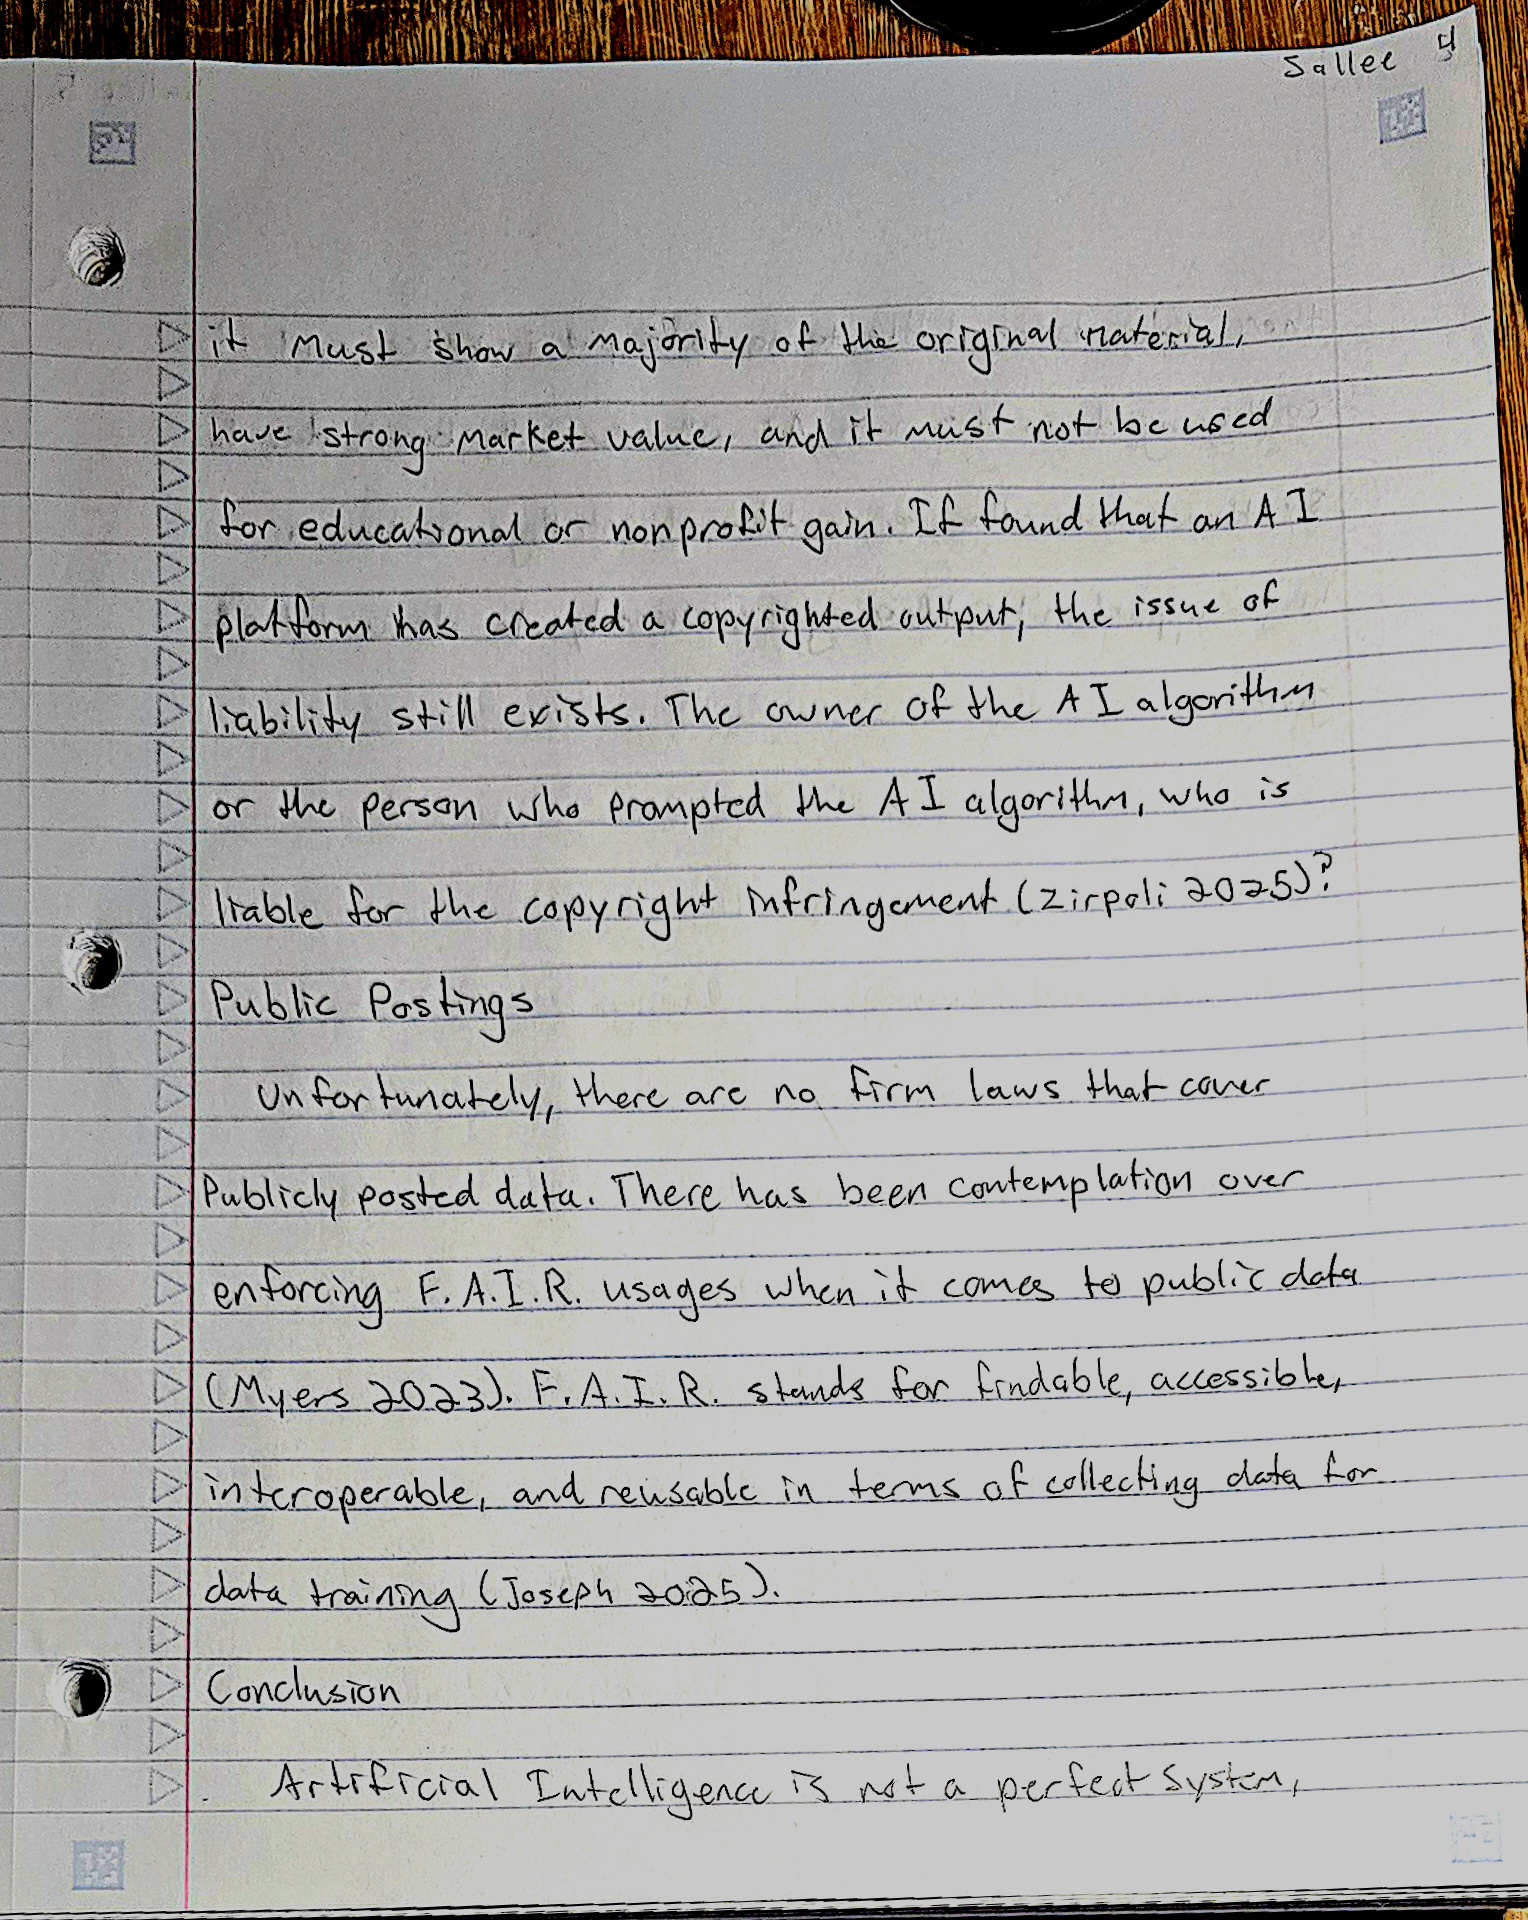 Sallee 4
it must show a majority of the original material,
have strong market value, and it must not be used
for educational or nonprofit gain. If found that an AI
platform has created a copyrighted output, the issue of
liability still exists. The owner of the AI algorithm
or the person who prompted the AI algorithm, who is
liable for the copyright infringement (Zirpoli 2025)?
Public Postings
Unfortunately, there are no firm laws that cover
Publicly posted data. There has been contemplation over
enforcing F.A.I.R. usages when it comes to public data
(Myers 2023). F.A.I.R. stands for findable, accessible,
interoperable, and reusable in terms of collecting data for
data training (Joseph 2025).
Conclusion
Artificial Intelligence is not a perfect system,